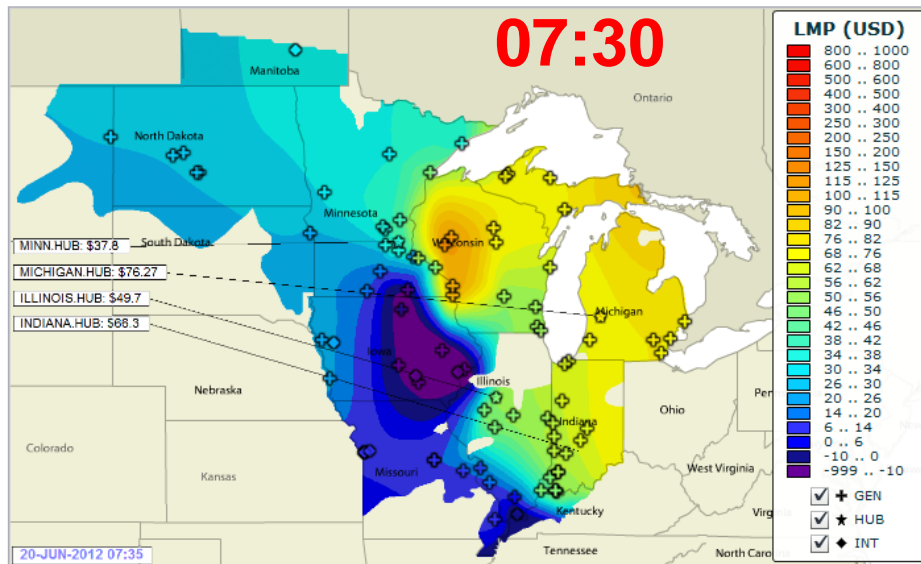 07:30
LMP (USD)
800 .. 1000
600 .. 800
500 .. 600
400 .. 500
300 .. 400
250 .. 300
200 .. 250
150 .. 200
125 .. 150
115 .. 125
100 .. 115
90 .. 100
82 .. 90
76 .. 82
68 .. 76
62 .. 68
56 .. 62
50 .. 56
46 .. 50
42 .. 46
38 .. 42
34 .. 38
30 .. 34
26 .. 30
20 .. 26
14 .. 20
6 .. 14
0 .. 6
-10 .. 0
-999 .. -10
GEN
HUB
INT
Manitoba
Ontario
North Dakota
Minnesota
South Dakota
Wisconsin
MINN.HUB: $37.8
MICHIGAN.HUB: $76.27
ILLINOIS.HUB: $49.7
INDIANA.HUB: $66.3
Michigan
Iowa
Illinois
Nebraska
Indiana
Ohio
Colorado
Kansas
Missouri
West Virginia
Kentucky
Tennessee
North Carol
20-JUN-2012 07:35